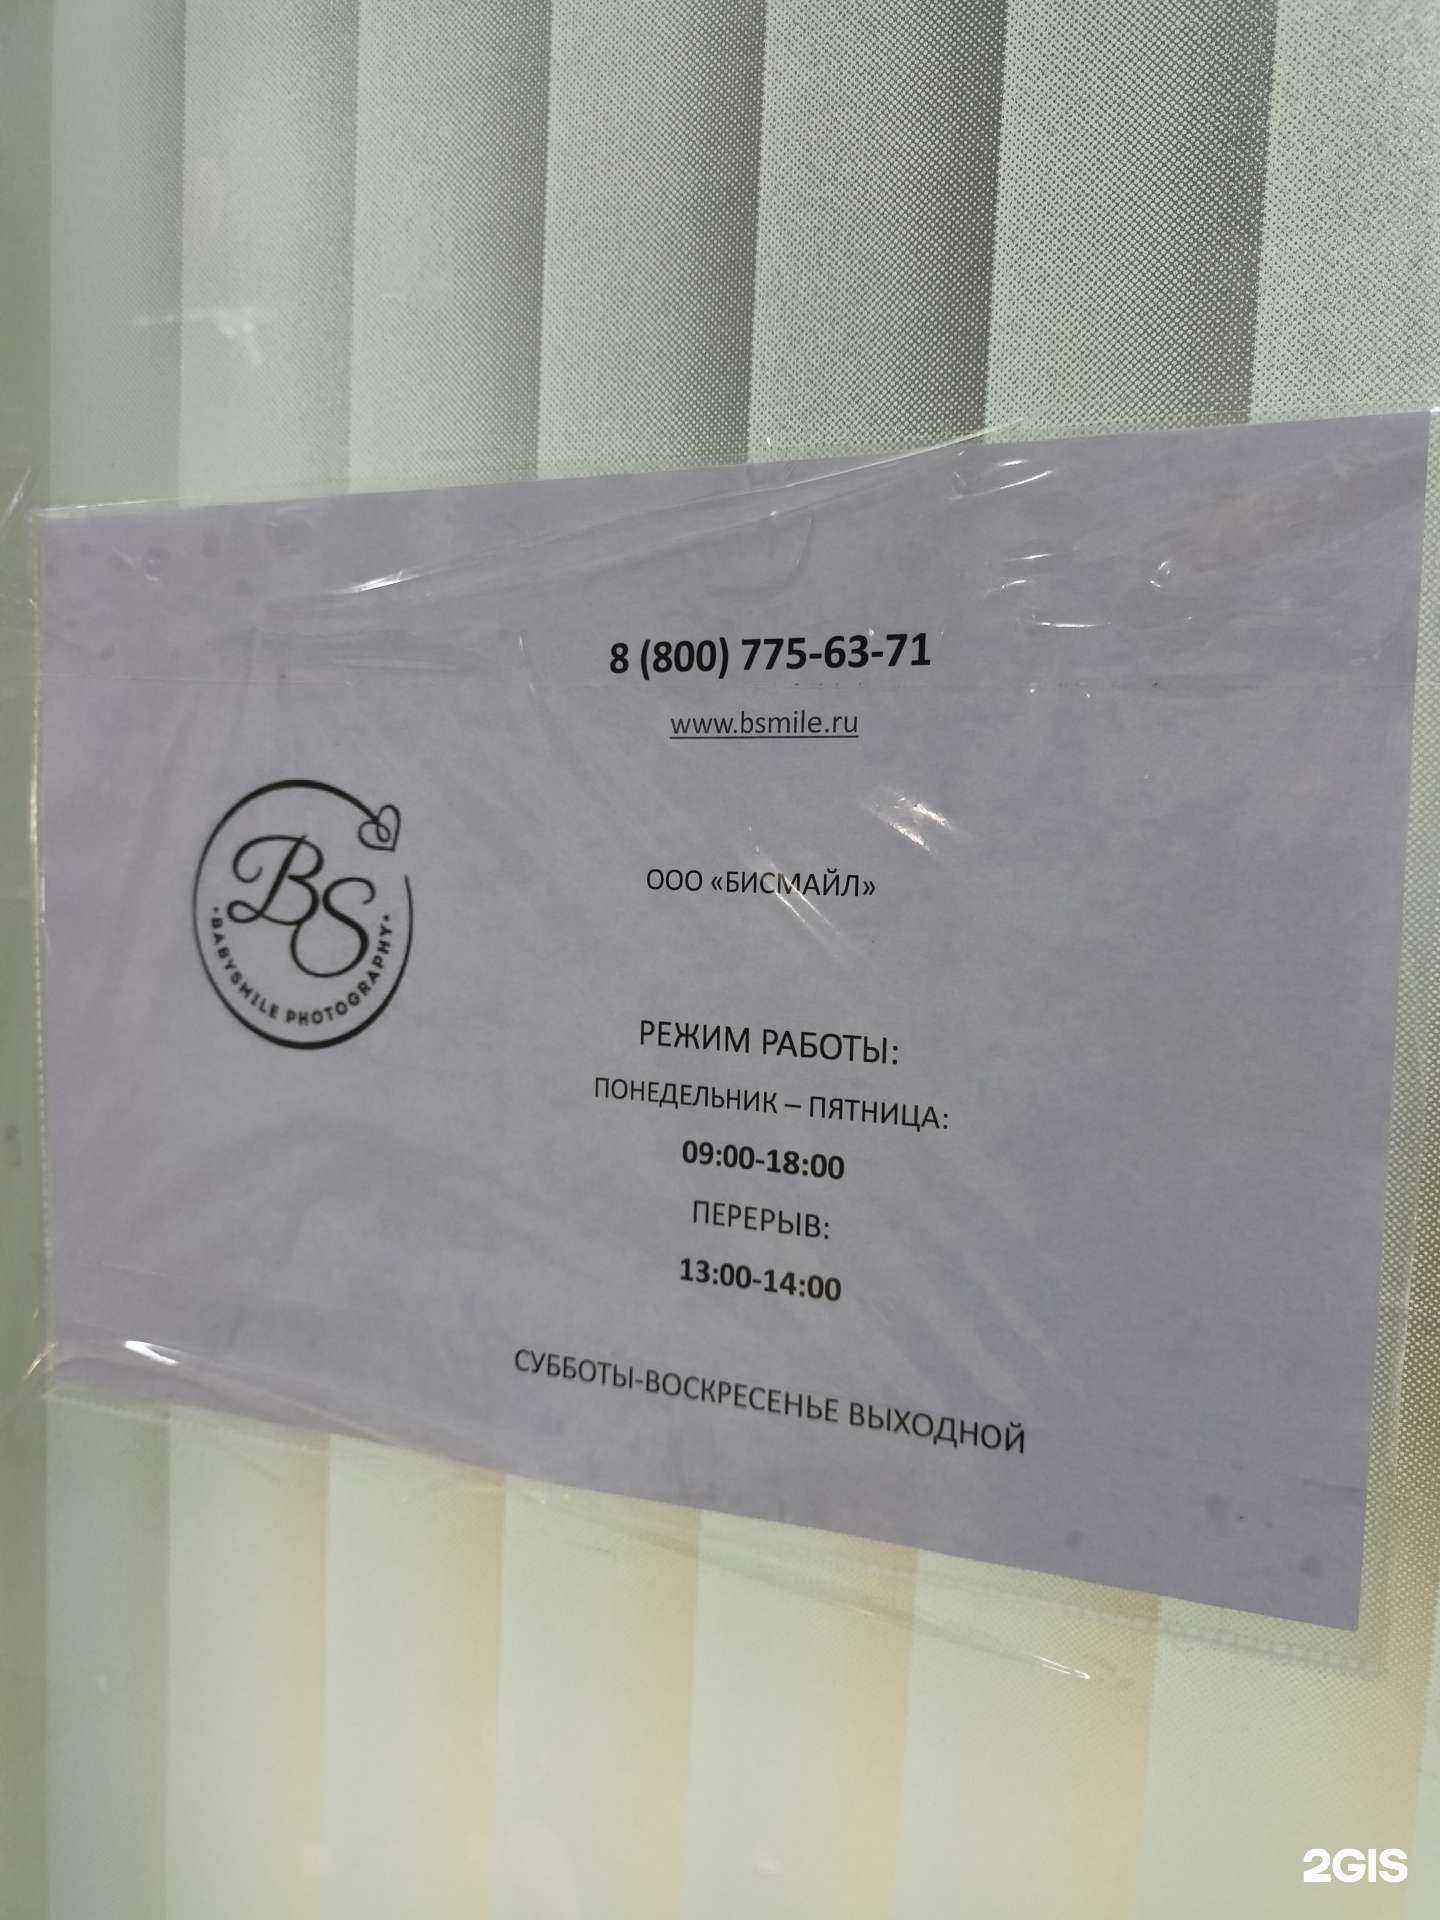 8 (800) 775-63-71
www.bsmile.ru
BS
·BABYSMILE PHOTOGRAPHY·
ООО «БИСМАЙЛ»
РЕЖИМ РАБОТЫ:
ПОНЕДЕЛЬНИК – ПЯТНИЦА:
09:00-18:00
ПЕРЕРЫВ:
13:00-14:00
СУББОТЫ-ВОСКРЕСЕНЬЕ ВЫХОДНОЙ
2GIS